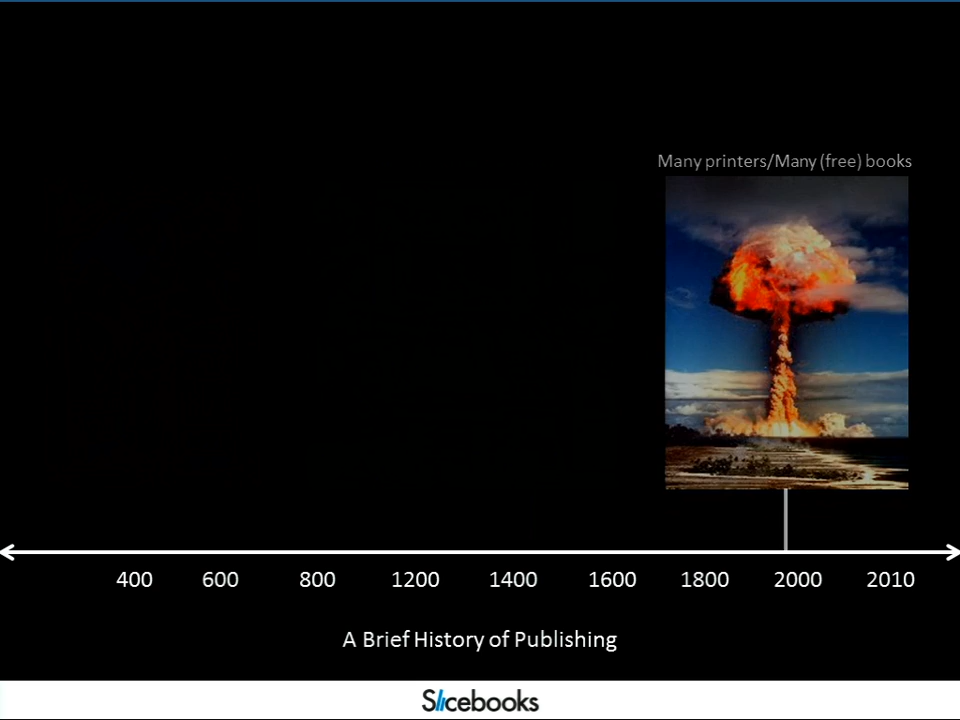 Many printers/Many (free) books
400 600 800 1200 1400 1600 1800 2000 2010
A Brief History of Publishing
Slicebooks